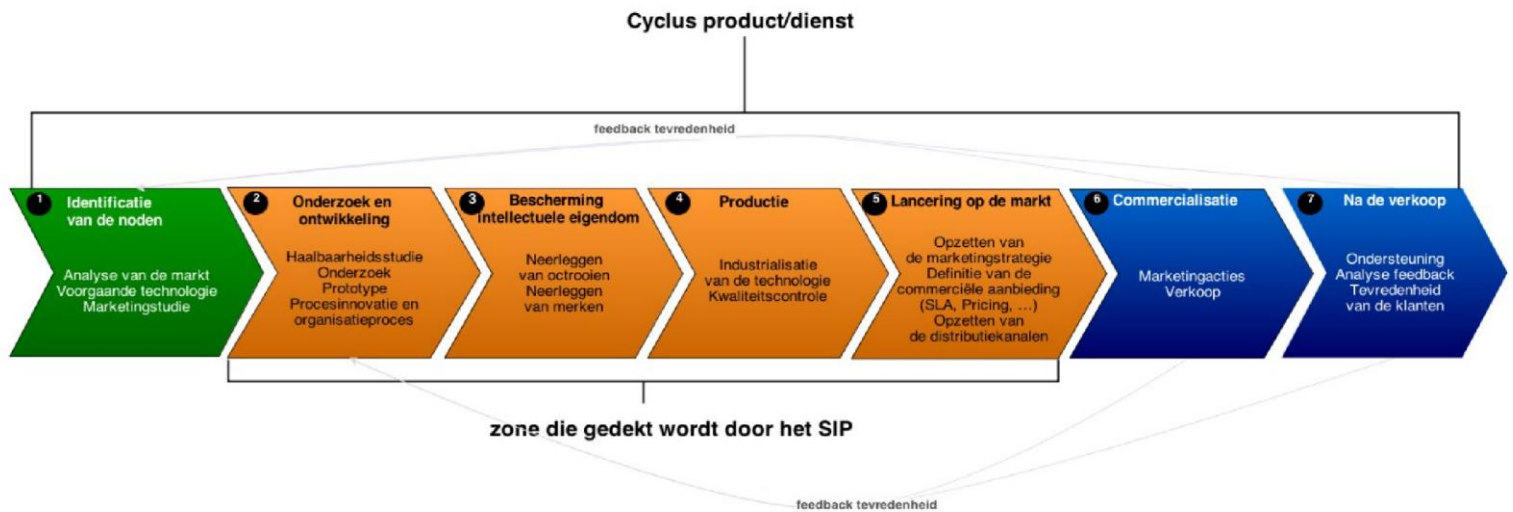 Cyclus product/dienst
feedback tevredenheid
1
Identificatie
van de noden
Analyse van de markt
Voorgaande technologie
Marketingstudie
2
Onderzoek en
ontwikkeling
Haalbaarheidsstudie
Onderzoek
Prototype
Procesinnovatie en
organisatieproces
3
Bescherming
intellectuele eigendom
Neerleggen
van octrooien
Neerleggen
van merken
4
Productie
Industrialisatie
van de technologie
Kwaliteitscontrole
5
Lancering op de markt
Opzetten van
de marketingstrategie
Definitie van de
commerciële aanbieding
(SLA, Pricing, …)
Opzetten van
de distributiekanalen
6
Commercialisatie
Marketingacties
Verkoop
7
Na de verkoop
Ondersteuning
Analyse feedback
Tevredenheid
van de klanten
zone die gedekt wordt door het SIP
feedback tevredenheid